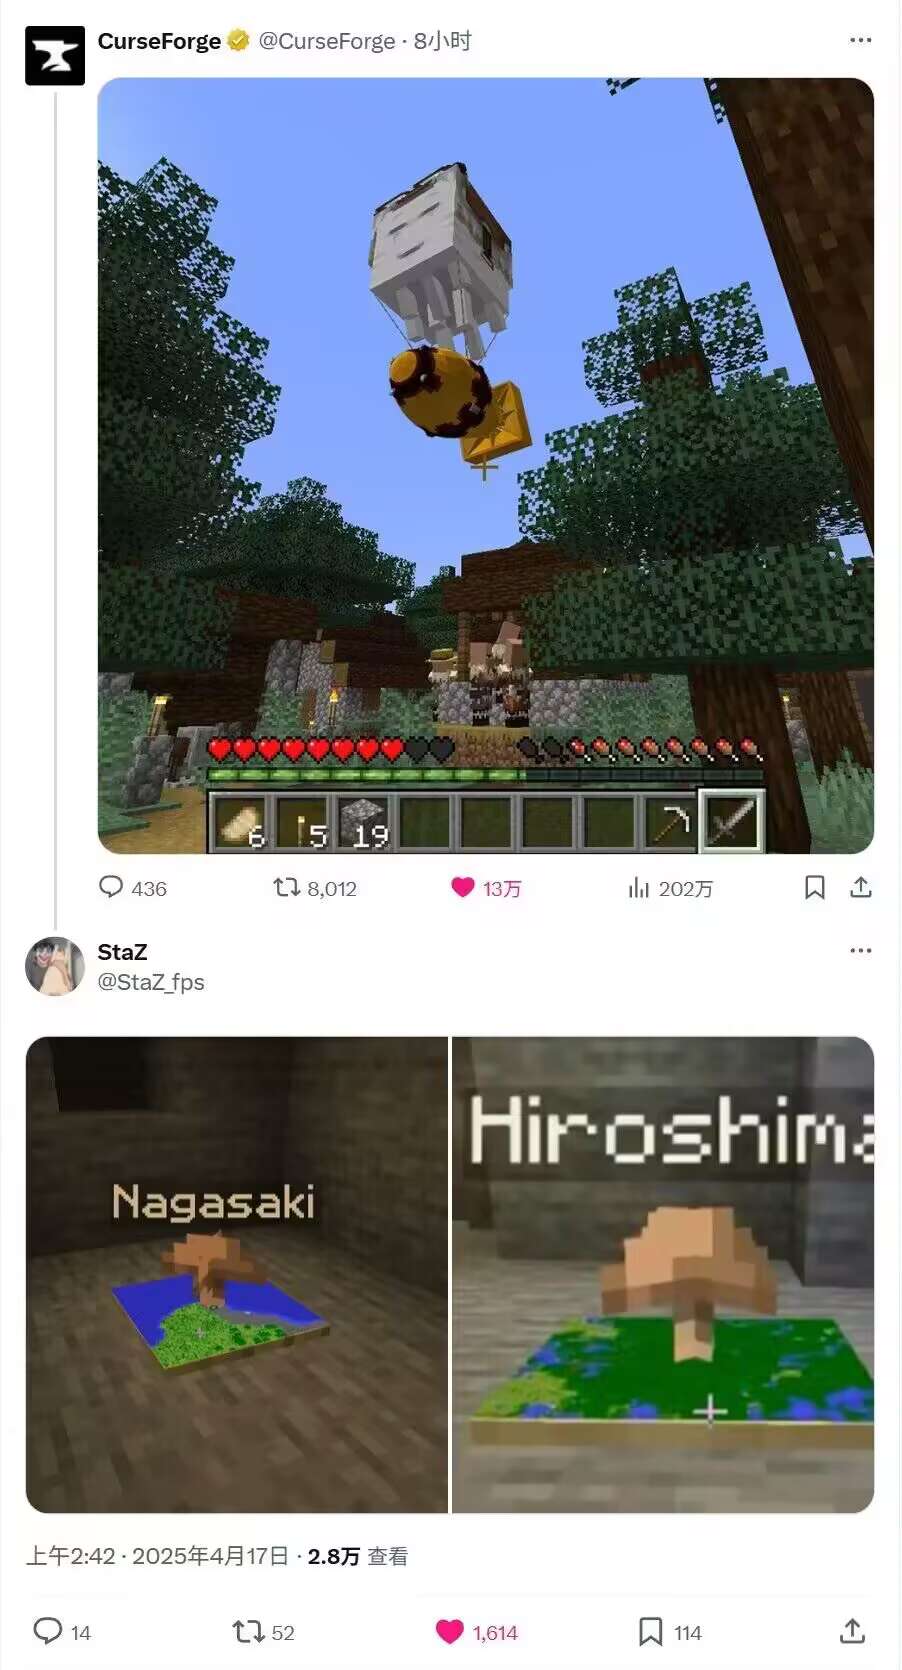 CurseForge @CurseForge · 8小时
6 5 19
436 8,012 13万 202万
StaZ
@StaZ_fps
Nagasaki
Hiroshima
上午2:42 · 2025年4月17日 · 2.8万 查看
14 52 1,614 114